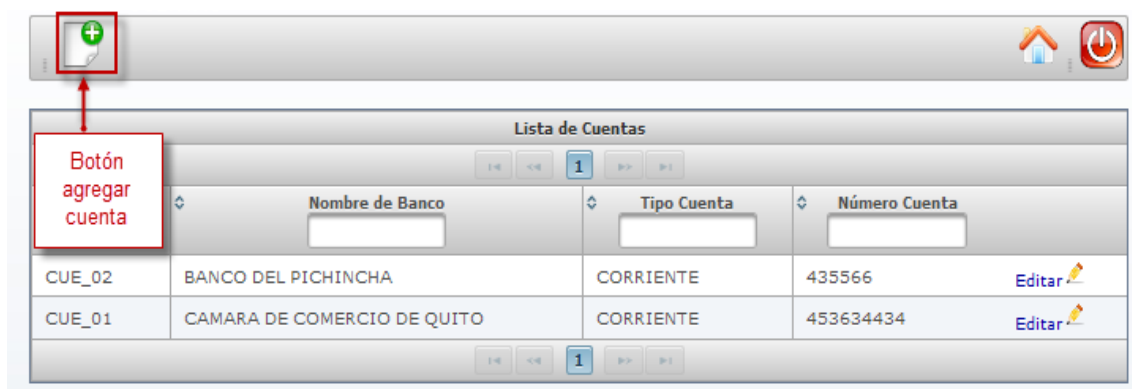 Lista de Cuentas
1
Botón
agregar
cuenta
Nombre de Banco
Tipo Cuenta
Número Cuenta
CUE_02 BANCO DEL PICHINCHA CORRIENTE 435566 Editar
CUE_01 CAMARA DE COMERCIO DE QUITO CORRIENTE 453634434 Editar
1